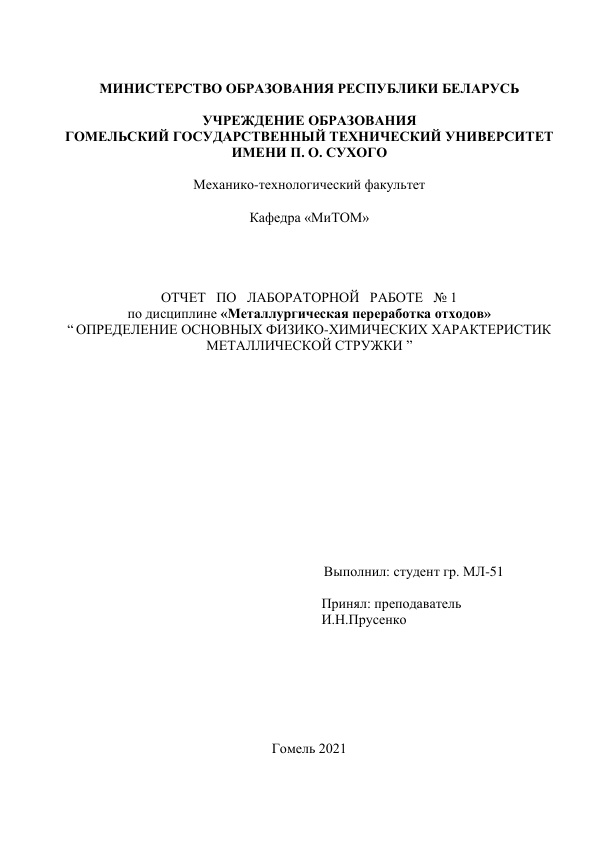 МИНИСТЕРСТВО ОБРАЗОВАНИЯ РЕСПУБЛИКИ БЕЛАРУСЬ
УЧРЕЖДЕНИЕ ОБРАЗОВАНИЯ
ГОМЕЛЬСКИЙ ГОСУДАРСТВЕННЫЙ ТЕХНИЧЕСКИЙ УНИВЕРСИТЕТ
ИМЕНИ П. О. СУХОГО
Механико-технологический факультет
Кафедра «МиТОМ»
ОТЧЕТ ПО ЛАБОРАТОРНОЙ РАБОТЕ № 1
по дисциплине «Металлургическая переработка отходов»
“ ОПРЕДЕЛЕНИЕ ОСНОВНЫХ ФИЗИКО-ХИМИЧЕСКИХ ХАРАКТЕРИСТИК
МЕТАЛЛИЧЕСКОЙ СТРУЖКИ ”
Выполнил: студент гр. МЛ-51
Принял: преподаватель
И.Н.Прусенко
Гомель 2021